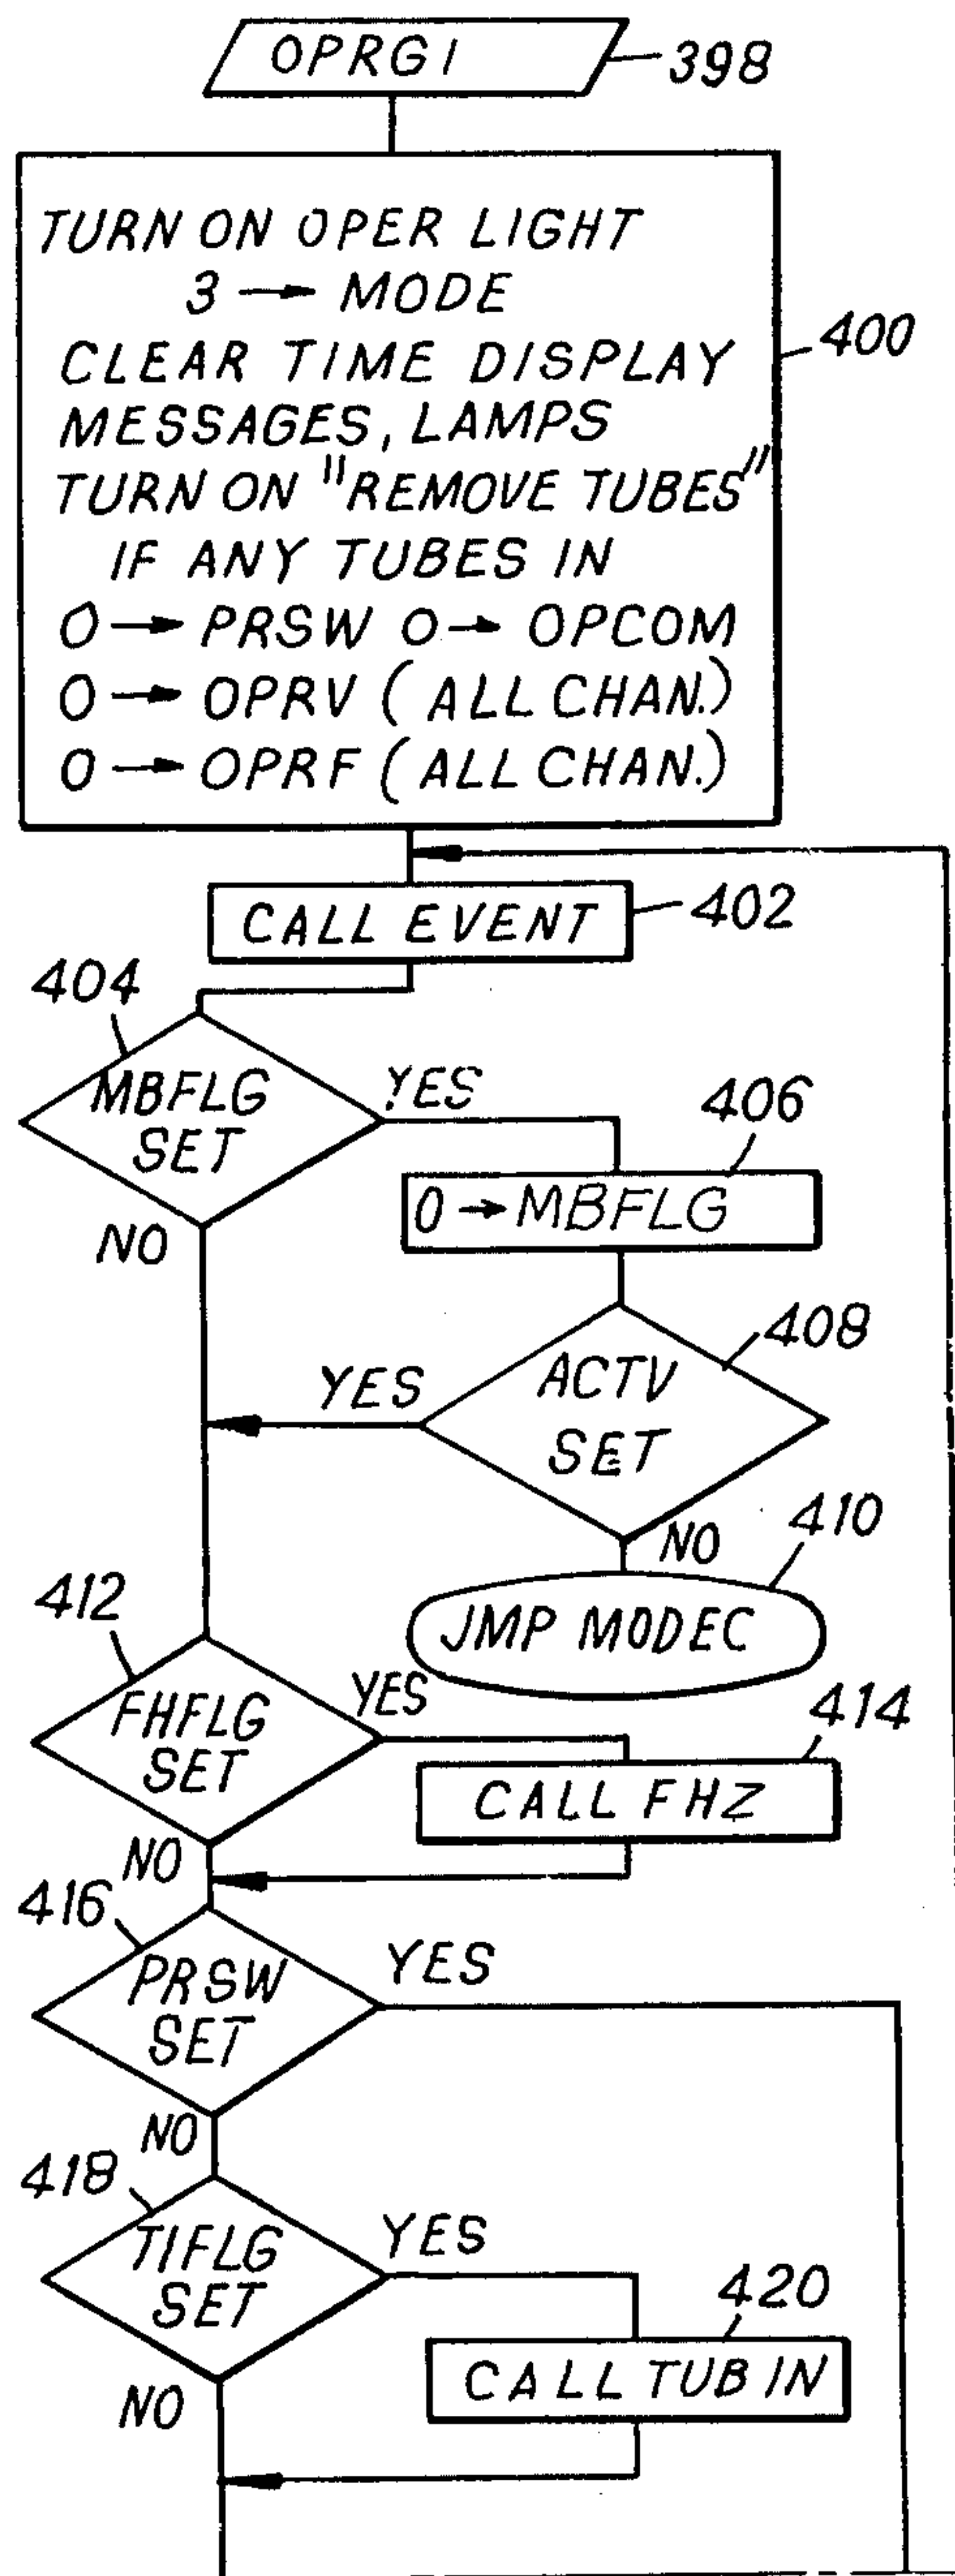 OPRG1
398
TURN ON OPER LIGHT
3 → MODE
400
CLEAR TIME DISPLAY
MESSAGES, LAMPS
TURN ON "REMOVE TUBES"
IF ANY TUBES IN
0 → PRSW 0 → OPCOM
0 → OPRV (ALL CHAN.)
0 → OPRF (ALL CHAN.)
CALL EVENT
402
404
MBFLG
SET
YES
NO
406
0 → MBFLG
408
ACTV
SET
YES
NO
410
JMP MODEC
412
FHFLG
SET
YES
NO
414
CALL FHZ
416
PRSW
SET
YES
NO
418
TIFLG
SET
YES
NO
420
CALL TUB IN